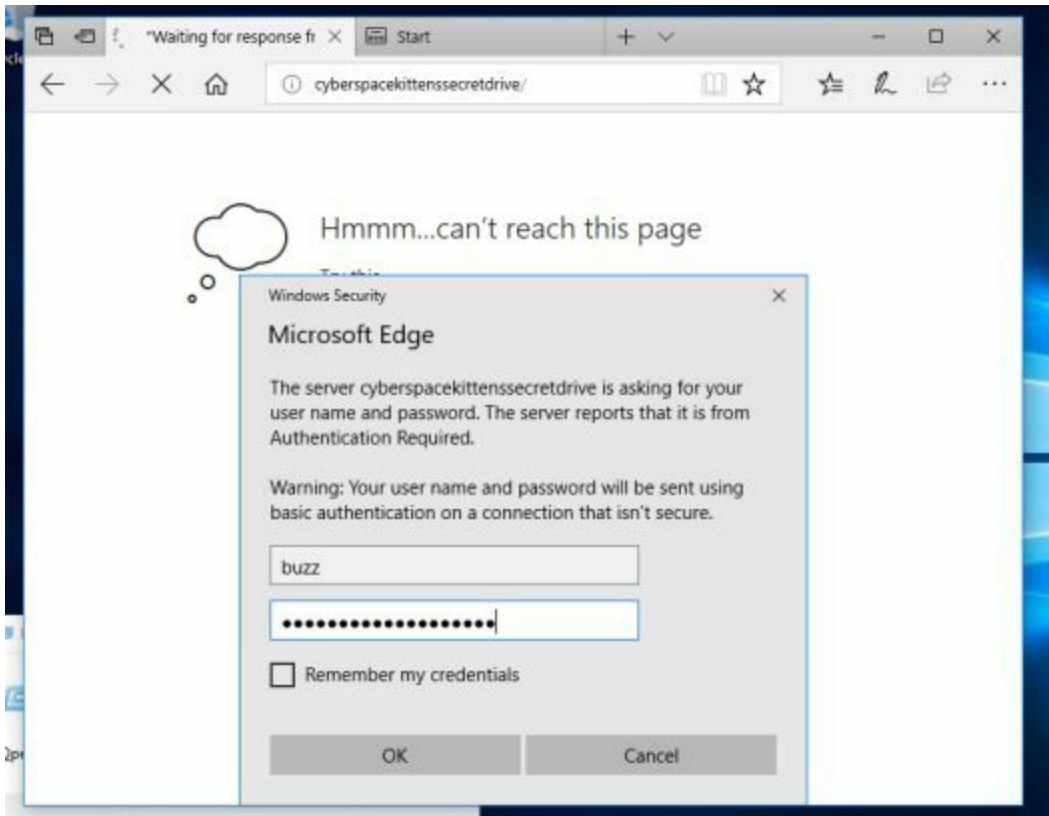 "Waiting for response fr
Start
cyberspacekittenssecretdrive/
Hmmm...can't reach this page
Try this
Windows Security
Microsoft Edge
The server cyberspacekittenssecretdrive is asking for your
user name and password. The server reports that it is from
Authentication Required.
Warning: Your user name and password will be sent using
basic authentication on a connection that isn't secure.
buzz
•••••••••••••••••••
Remember my credentials
OK
Cancel